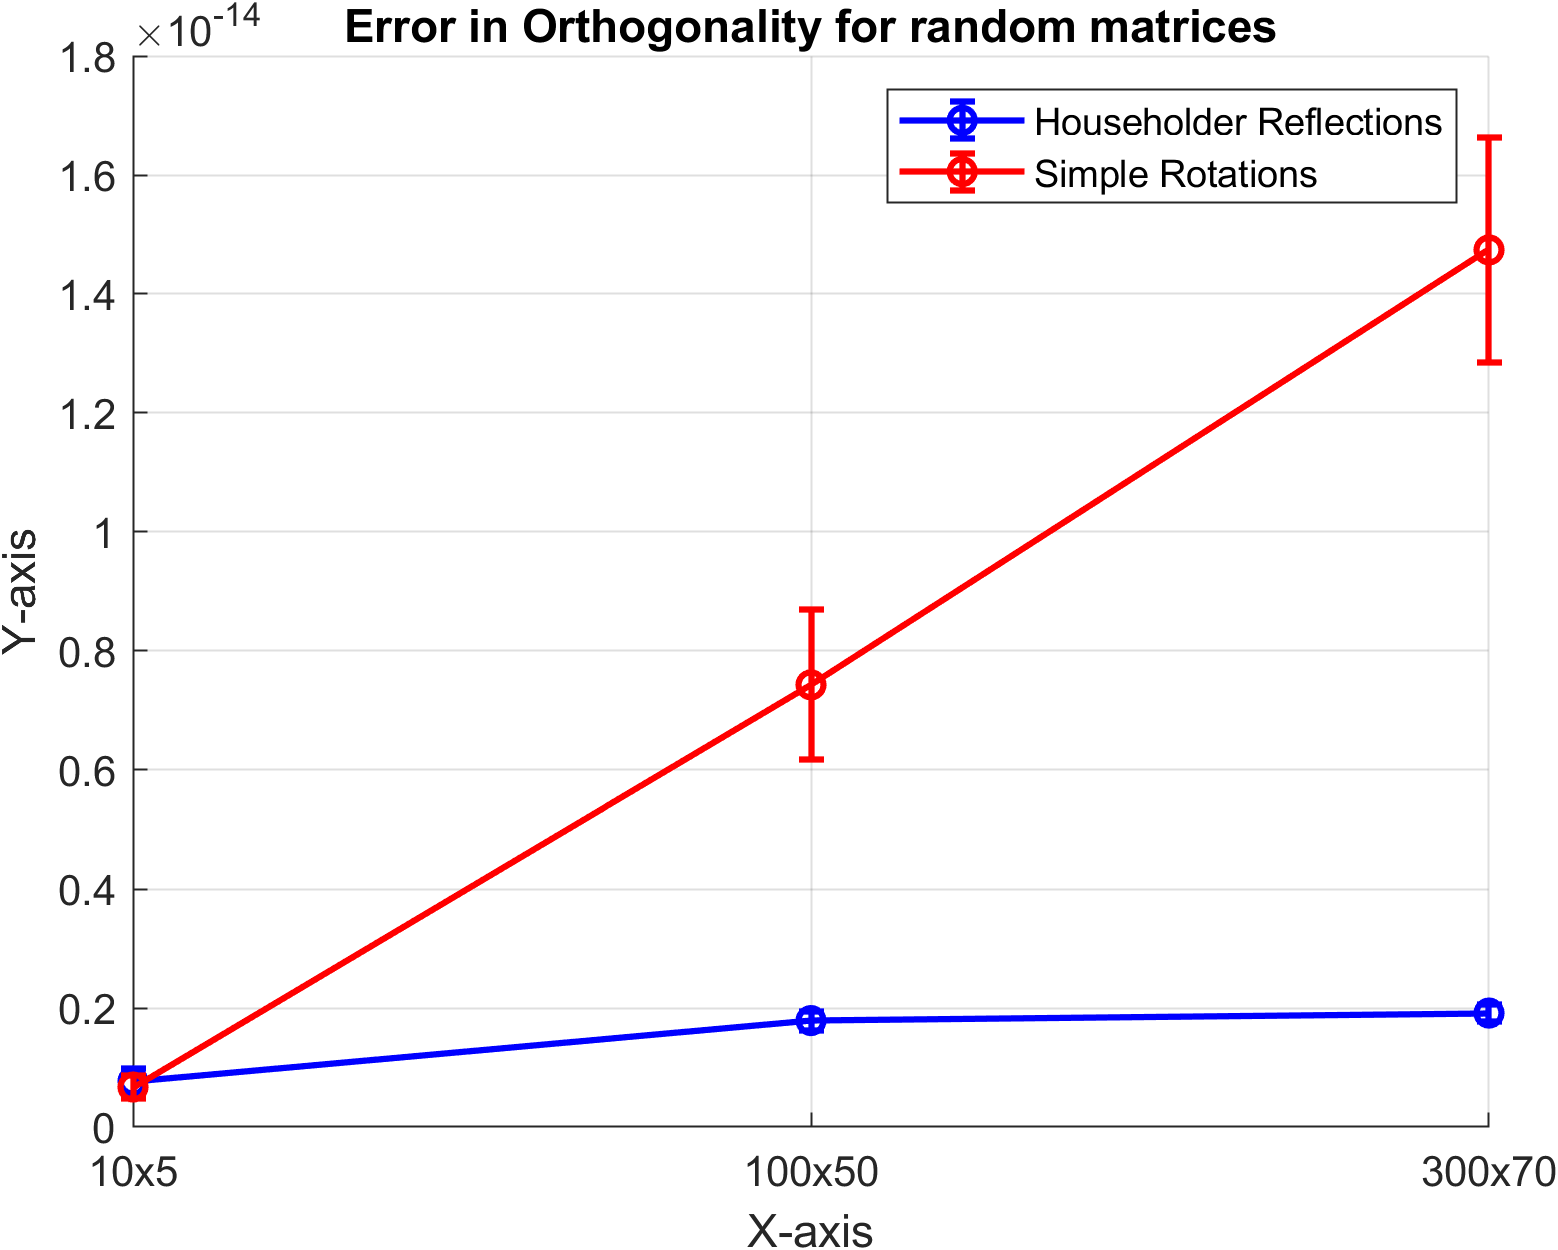 Error in Orthogonality for random matrices
×10-14
1.8
1.6
1.4
1.2
1
0.8
0.6
0.4
0.2
0
Y-axis
Householder Reflections
Simple Rotations
10x5
100x50
300x70
X-axis